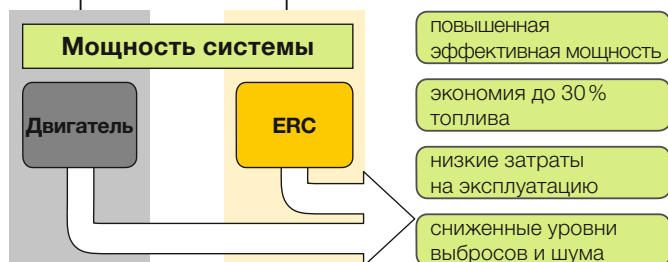 Мощность системы
Двигатель
ERC
повышенная
эффективная мощность
экономия до 30 %
топлива
низкие затраты
на эксплуатацию
сниженные уровни
выбросов и шума